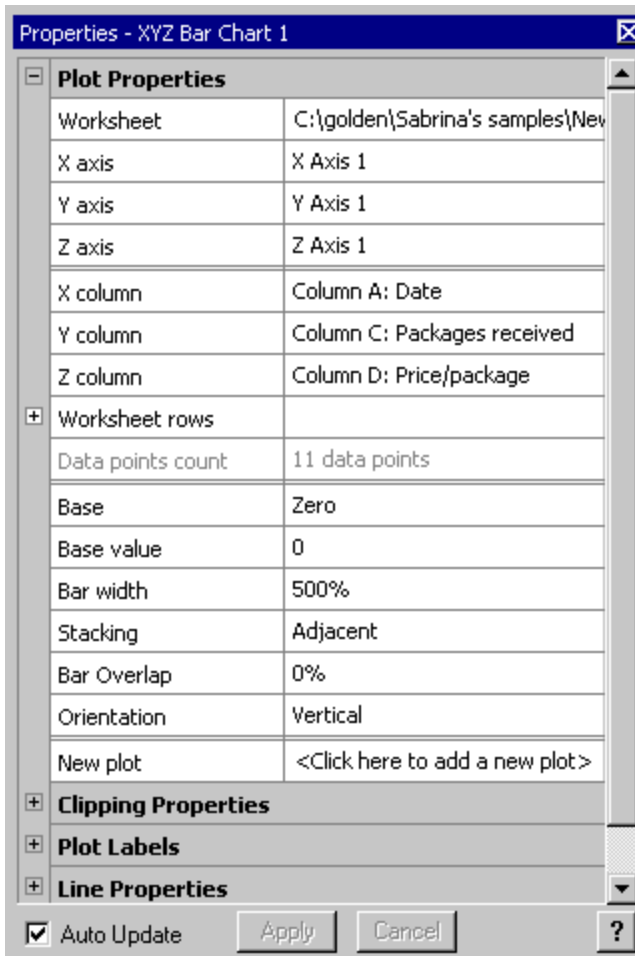 Properties - XYZ Bar Chart 1
Plot Properties
Worksheet C:\golden\Sabrina's samples\New
X axis X Axis 1
Y axis Y Axis 1
Z axis Z Axis 1
X column Column A: Date
Y column Column C: Packages received
Z column Column D: Price/package
Worksheet rows
Data points count 11 data points
Base Zero
Base value 0
Bar width 500%
Stacking Adjacent
Bar Overlap 0%
Orientation Vertical
New plot <Click here to add a new plot>
Clipping Properties
Plot Labels
Line Properties
Auto Update Apply Cancel ?